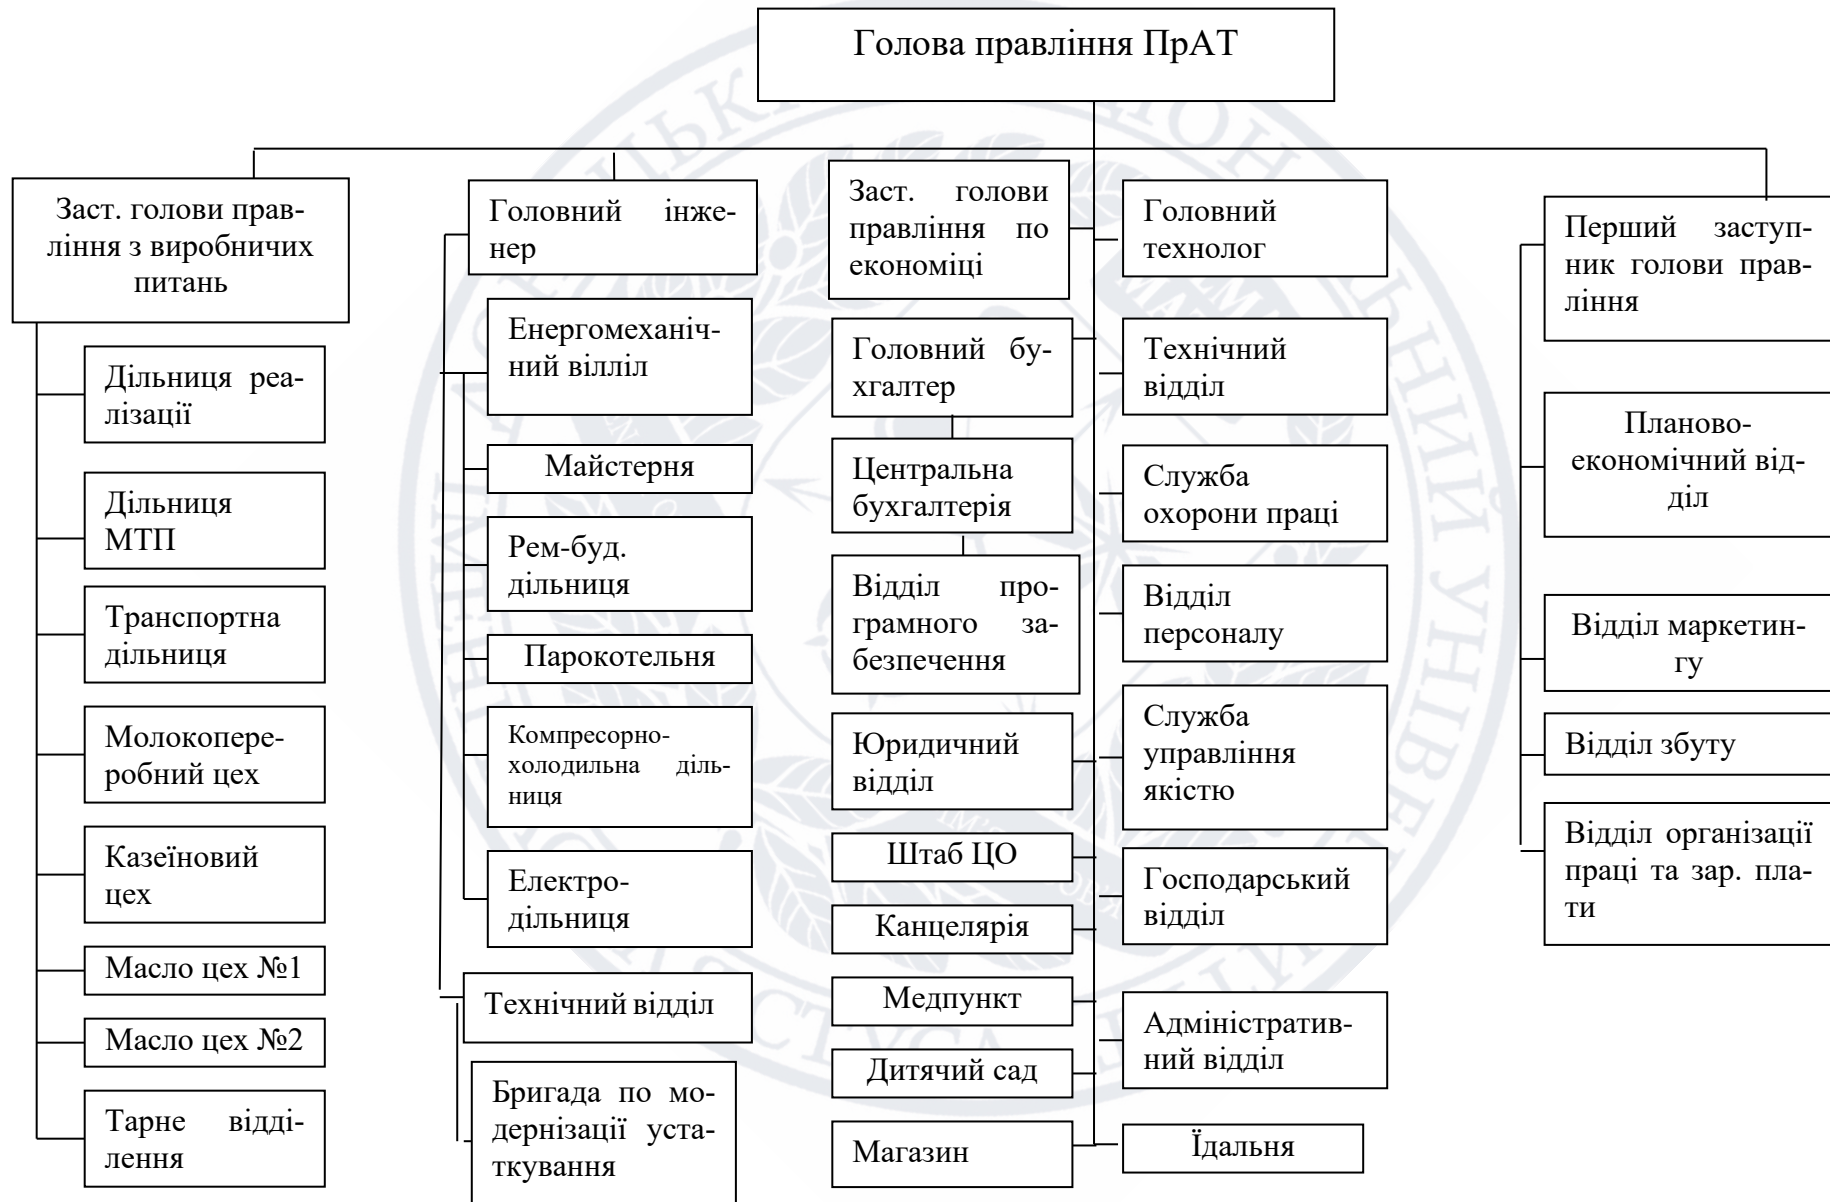 Голова правління ПрАТ
Заст. голови прав-
ління з виробничих
питань
Дільниця реа-
лізації
Дільниця
МТП
Транспортна
дільниця
Молокопере-
робний цех
Казеїновий
цех
Масло цех №1
Масло цех №2
Тарне відді-
лення
Головний інже-
нер
Енергомеханіч-
ний вілліл
Майстерня
Рем-буд.
дільниця
Парокотельня
Компресорно-
холодильна діль-
ниця
Електро-
дільниця
Технічний відділ
Бригада по мо-
дернізації уста-
ткування
Заст. голови
правління по
економіці
Головний бу-
хгалтер
Центральна
бухгалтерія
Відділ про-
грамного за-
безпечення
Юридичний
відділ
Штаб ЦО
Канцелярія
Медпункт
Дитячий сад
Магазин
Головний
технолог
Технічний
відділ
Служба
охорони праці
Відділ
персоналу
Служба
управління
якістю
Господарський
відділ
Адміністратив-
ний відділ
Їдальня
Перший заступ-
ник голови прав-
ління
Планово-
економічний від-
діл
Відділ маркетин-
гу
Відділ збуту
Відділ організації
праці та зар. пла-
ти